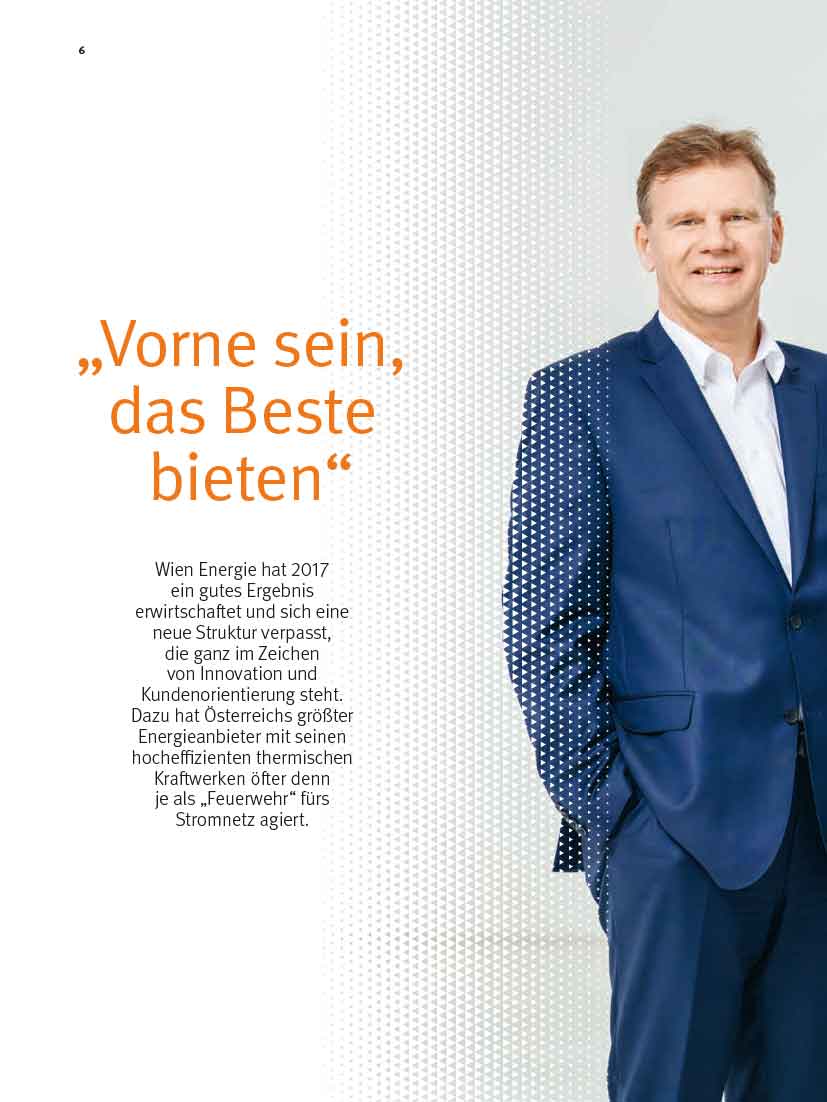 6
„Vorne sein,
das Beste
bieten“
Wien Energie hat 2017
ein gutes Ergebnis
erwirtschaftet und sich eine
neue Struktur verpasst,
die ganz im Zeichen
von Innovation und
Kundenorientierung steht.
Dazu hat Österreichs größter
Energieanbieter mit seinen
hocheffizienten thermischen
Kraftwerken öfter denn
je als „Feuerwehr“ fürs
Stromnetz agiert.